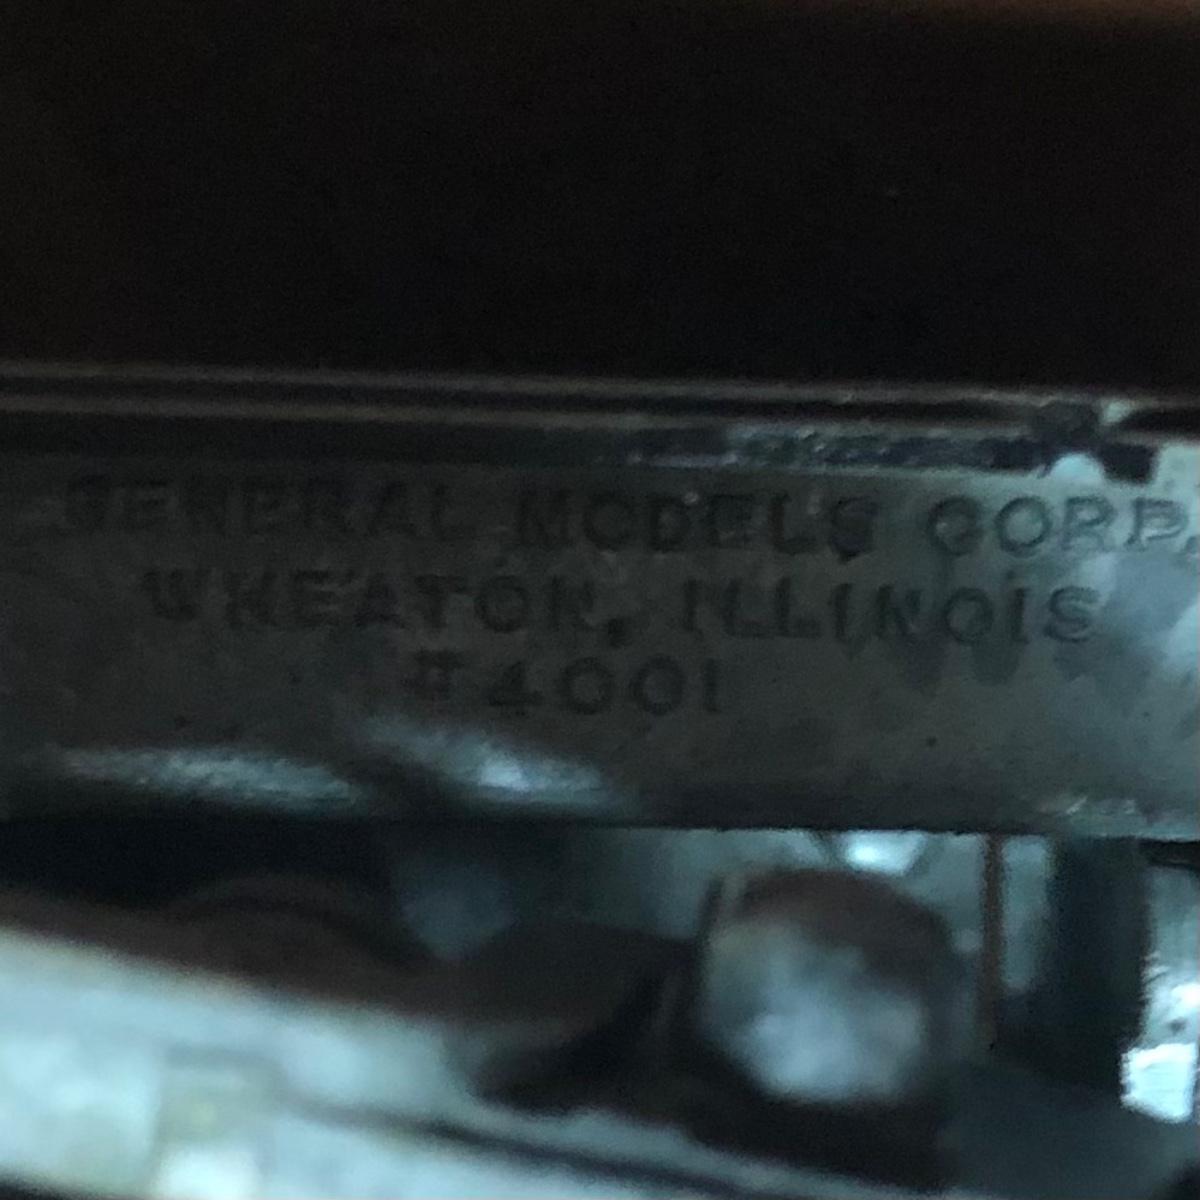 GENERAL MODELS CORP.
WHEATON, ILLINOIS
#4001